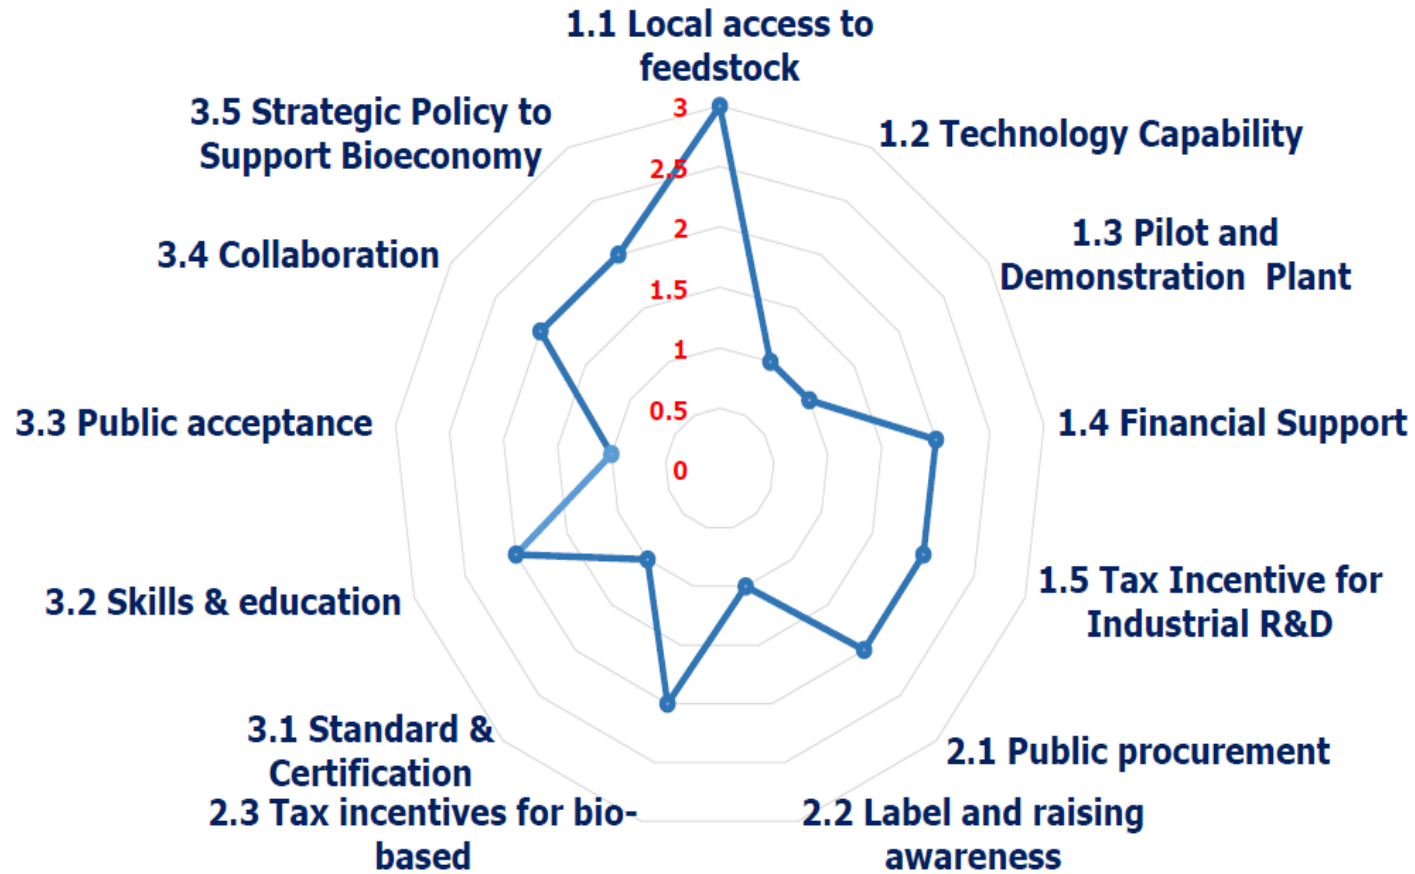 1.1 Local access to
feedstock
1.2 Technology Capability
1.3 Pilot and
Demonstration  Plant
1.4 Financial Support
1.5 Tax Incentive for
Industrial R&D
2.1 Public procurement
2.2 Label and raising
awareness
2.3 Tax incentives for bio-
based
3.1 Standard &
Certification
3.2 Skills & education
3.3 Public acceptance
3.4 Collaboration
3.5 Strategic Policy to
Support Bioeconomy
3
2.5
2
1.5
1
0.5
0